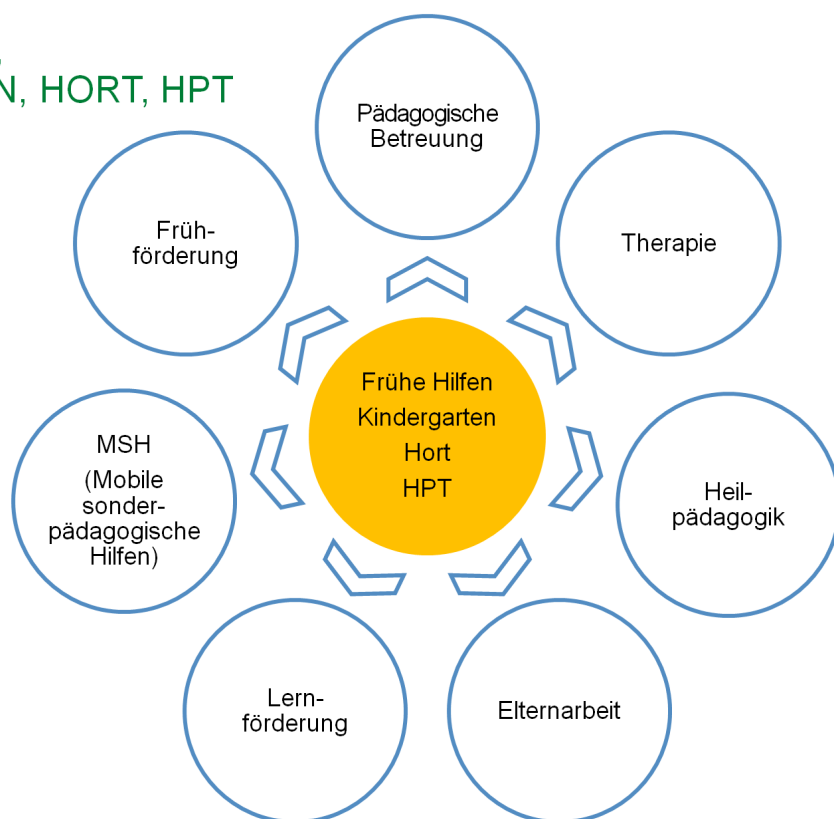 N, HORT, HPT
Pädagogische
Betreuung
Früh-
förderung
Therapie
Frühe Hilfen
Kindergarten
Hort
HPT
MSH
(Mobile
sonder-
pädagogische
Hilfen)
Heil-
pädagogik
Lern-
förderung
Elternarbeit